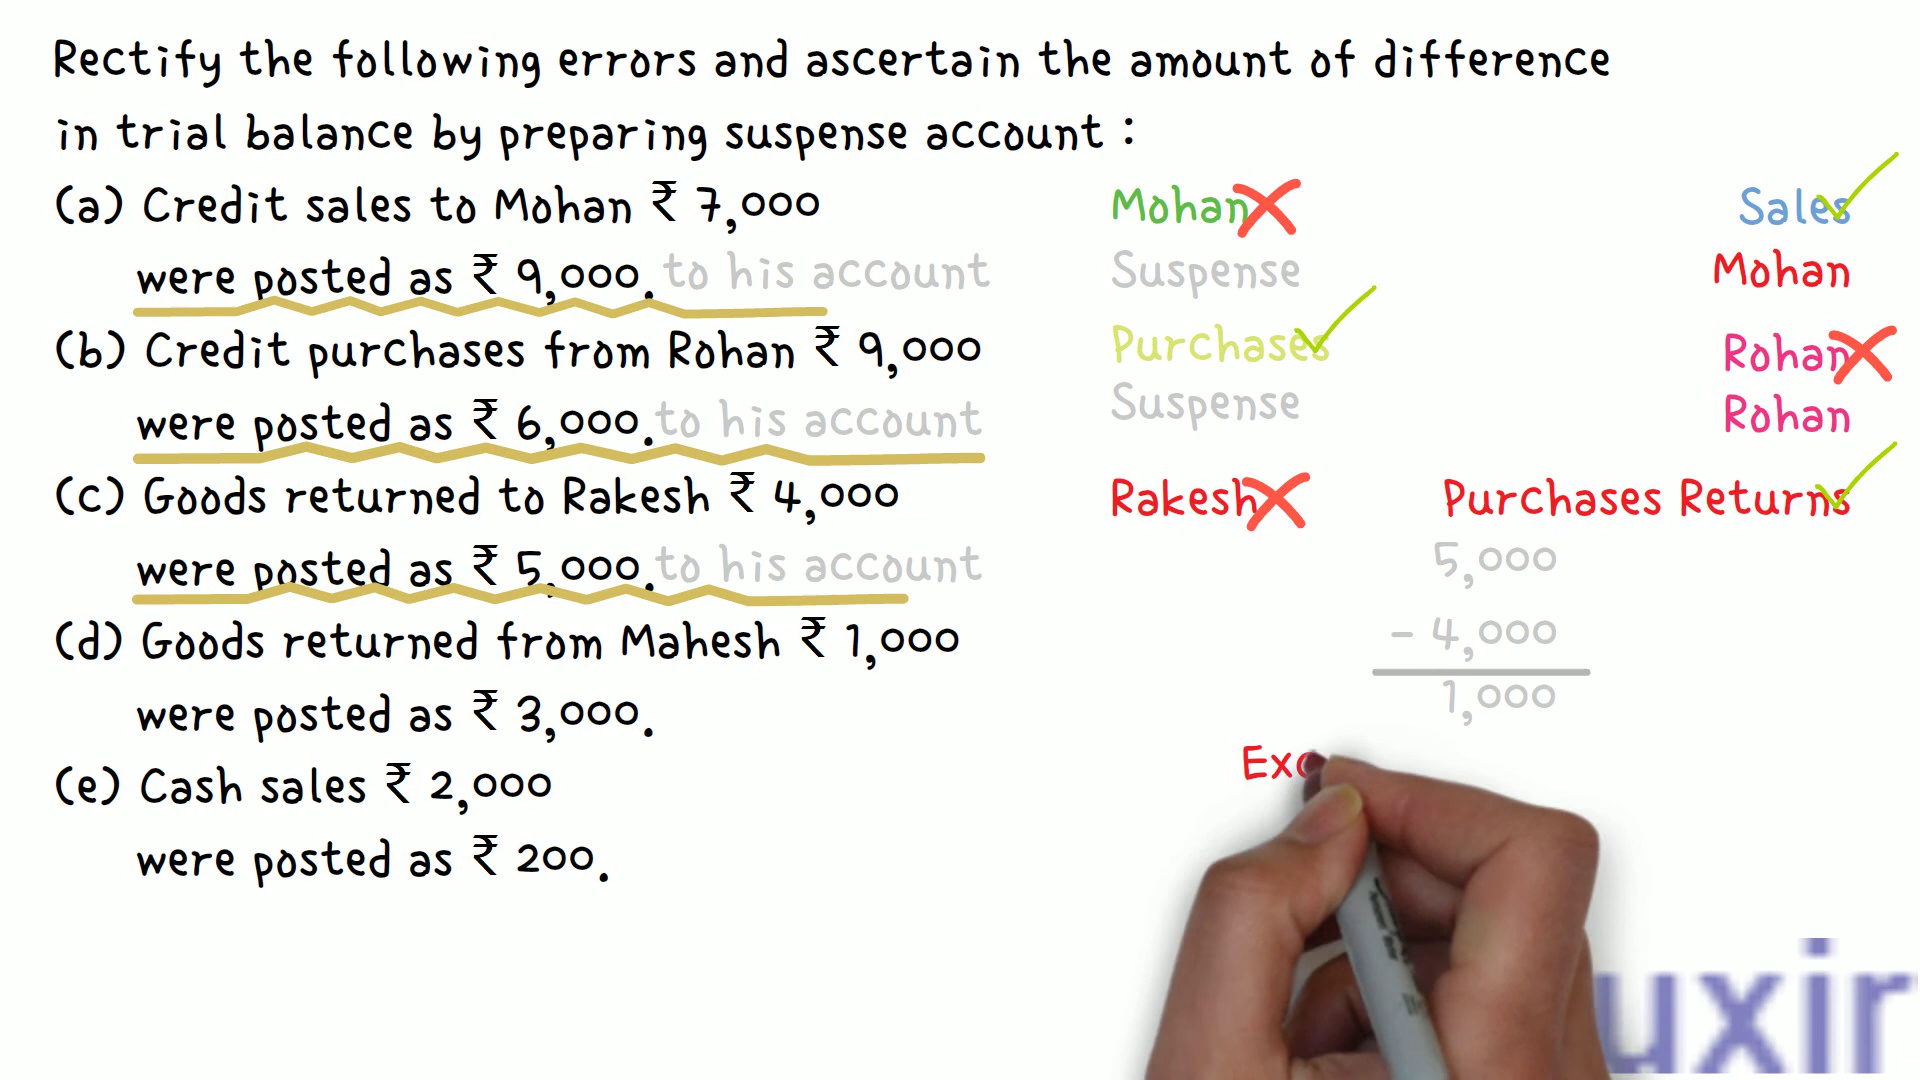 Rectify the following errors and ascertain the amount of difference
in trial balance by preparing suspense account :
(a) Credit sales to Mohan ₹ 7,000
were posted as ₹ 9,000. to his account
(b) Credit purchases from Rohan ₹ 9,000
were posted as ₹ 6,000. to his account
(c) Goods returned to Rakesh ₹ 4,000
were posted as ₹ 5,000. to his account
(d) Goods returned from Mahesh ₹ 1,000
were posted as ₹ 3,000.
(e) Cash sales ₹ 2,000
were posted as ₹ 200.
Mohan Sales
Suspense Mohan
Purchases Rohan
Suspense Rohan
Rakesh Purchases Returns
5,000
- 4,000
1,000